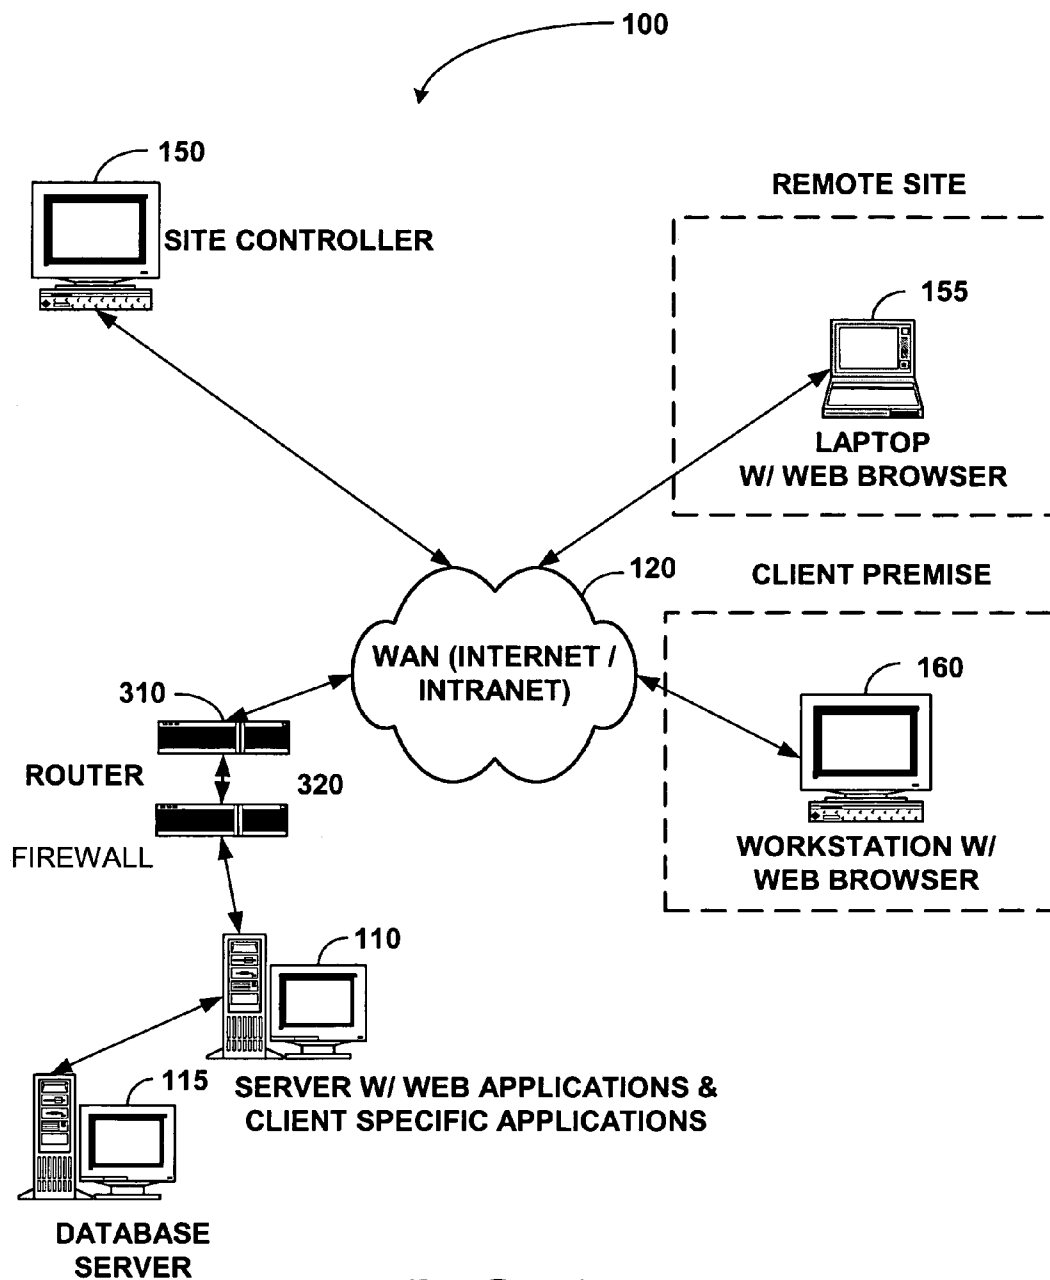 100
150
SITE CONTROLLER
REMOTE SITE
155
LAPTOP
W/ WEB BROWSER
120
CLIENT PREMISE
WAN (INTERNET /
INTRANET)
160
WORKSTATION W/
WEB BROWSER
310
ROUTER
320
FIREWALL
110
SERVER W/ WEB APPLICATIONS &
CLIENT SPECIFIC APPLICATIONS
115
DATABASE
SERVER